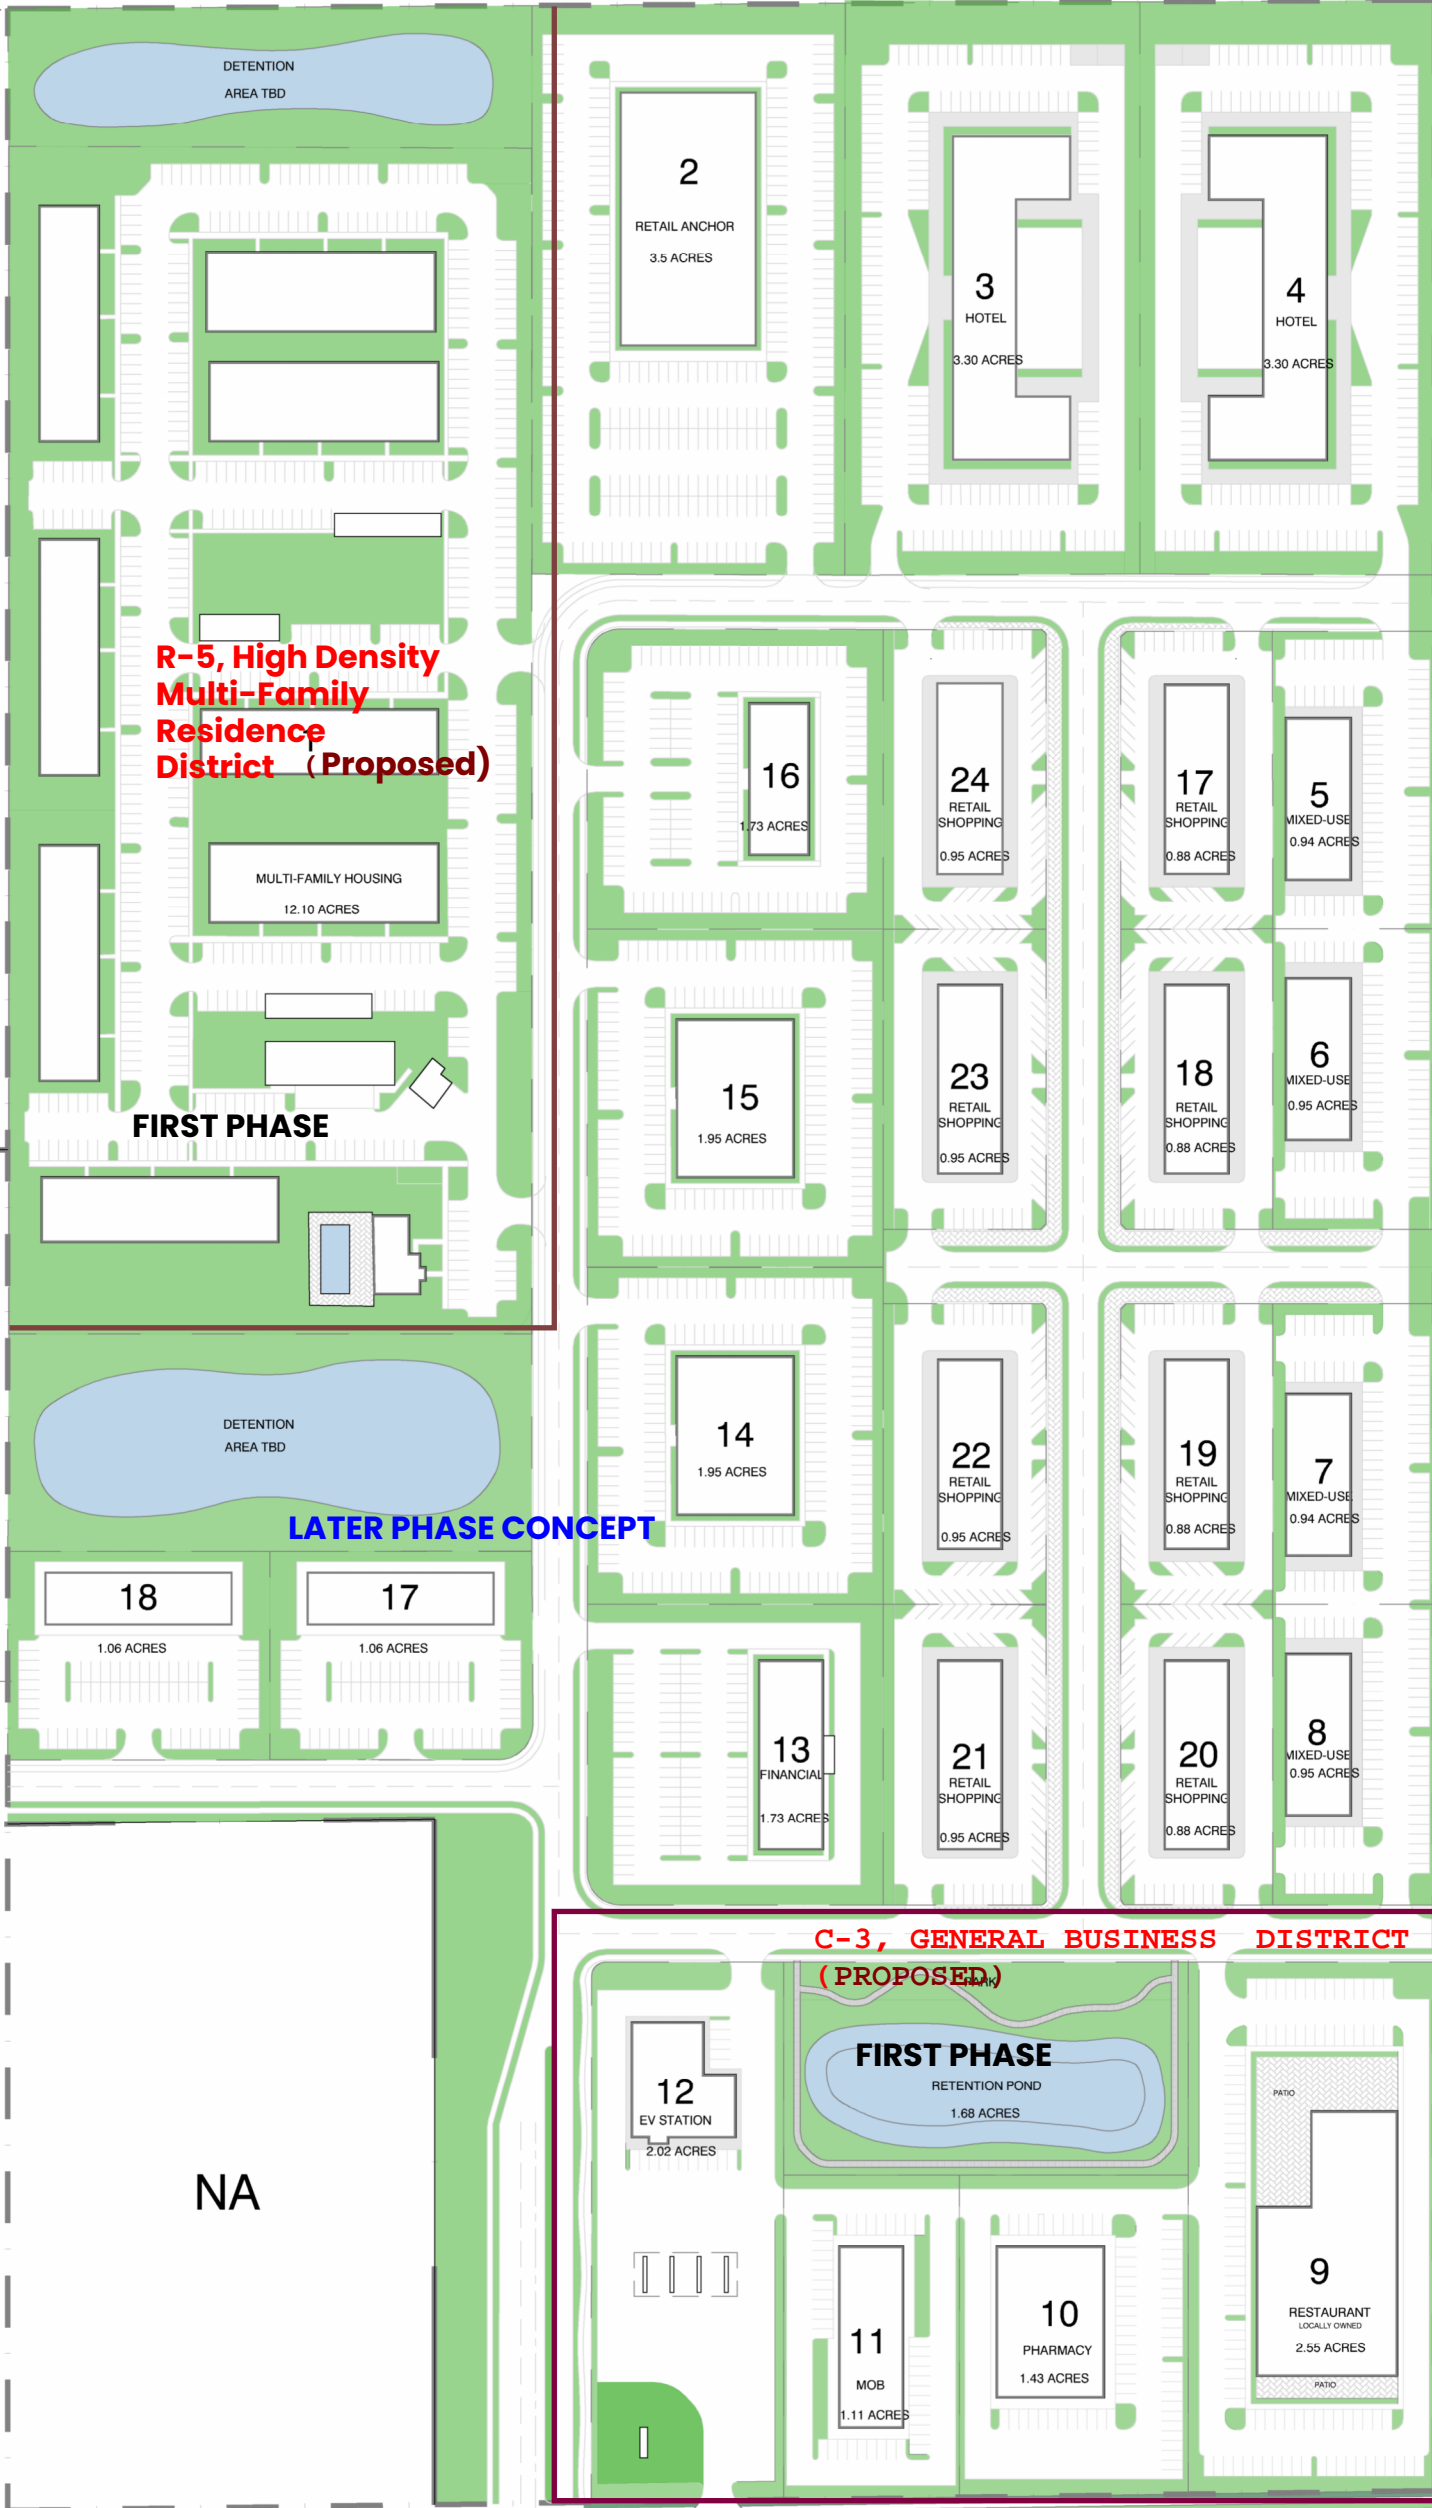 DETENTION
AREA TBD
2
RETAIL ANCHOR
3.5 ACRES
3
HOTEL
3.30 ACRES
4
HOTEL
3.30 ACRES
R-5, High Density
Multi-Family
Residence
District (Proposed)
1
MULTI-FAMILY HOUSING
12.10 ACRES
FIRST PHASE
16
1.73 ACRES
24
RETAIL
SHOPPING
0.95 ACRES
17
RETAIL
SHOPPING
0.88 ACRES
5
MIXED-USE
0.94 ACRES
15
1.95 ACRES
23
RETAIL
SHOPPING
0.95 ACRES
18
RETAIL
SHOPPING
0.88 ACRES
6
MIXED-USE
0.95 ACRES
DETENTION
AREA TBD
LATER PHASE CONCEPT
14
1.95 ACRES
22
RETAIL
SHOPPING
0.95 ACRES
19
RETAIL
SHOPPING
0.88 ACRES
7
MIXED-USE
0.94 ACRES
18
1.06 ACRES
17
1.06 ACRES
13
FINANCIAL
1.73 ACRES
21
RETAIL
SHOPPING
0.95 ACRES
20
RETAIL
SHOPPING
0.88 ACRES
8
MIXED-USE
0.95 ACRES
C-3, GENERAL BUSINESS DISTRICT
(PROPOSED)
PARK
FIRST PHASE
RETENTION POND
1.68 ACRES
12
EV STATION
2.02 ACRES
PATIO
NA
9
RESTAURANT
LOCALLY OWNED
2.55 ACRES
PATIO
11
MOB
1.11 ACRES
10
PHARMACY
1.43 ACRES